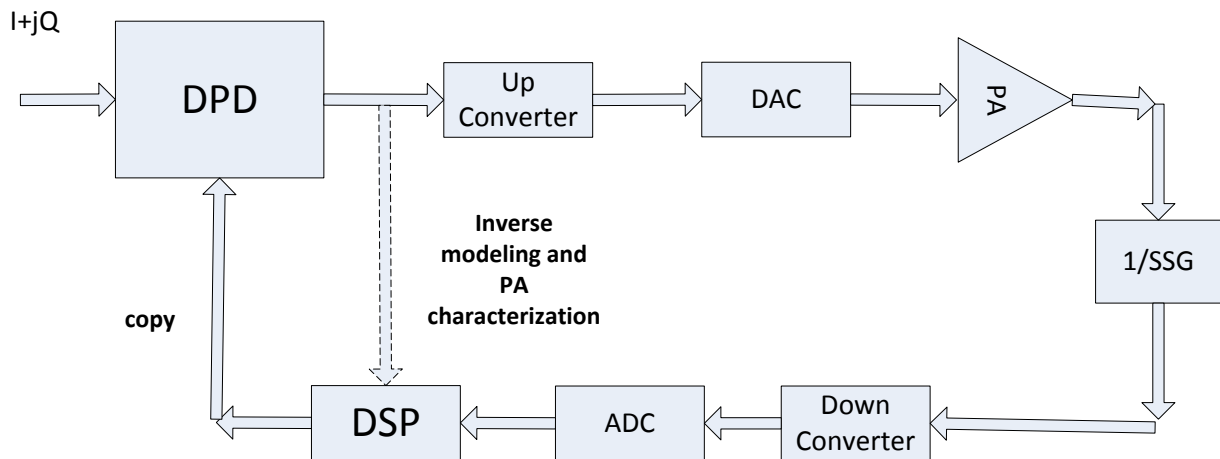 I+jQ
DPD
Up
Converter
DAC
PA
1/SSG
Inverse
modeling and
PA
characterization
copy
DSP
ADC
Down
Converter